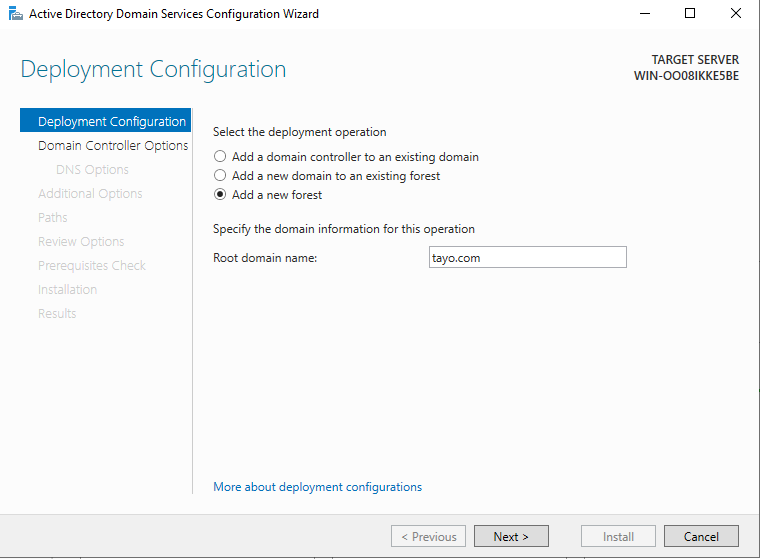 Active Directory Domain Services Configuration Wizard
Deployment Configuration
TARGET SERVER
WIN-OO08IKKE5BE
Deployment Configuration
Domain Controller Options
DNS Options
Additional Options
Paths
Review Options
Prerequisites Check
Installation
Results
Select the deployment operation
Add a domain controller to an existing domain
Add a new domain to an existing forest
Add a new forest
Specify the domain information for this operation
Root domain name: tayo.com
More about deployment configurations
< Previous Next > Install Cancel